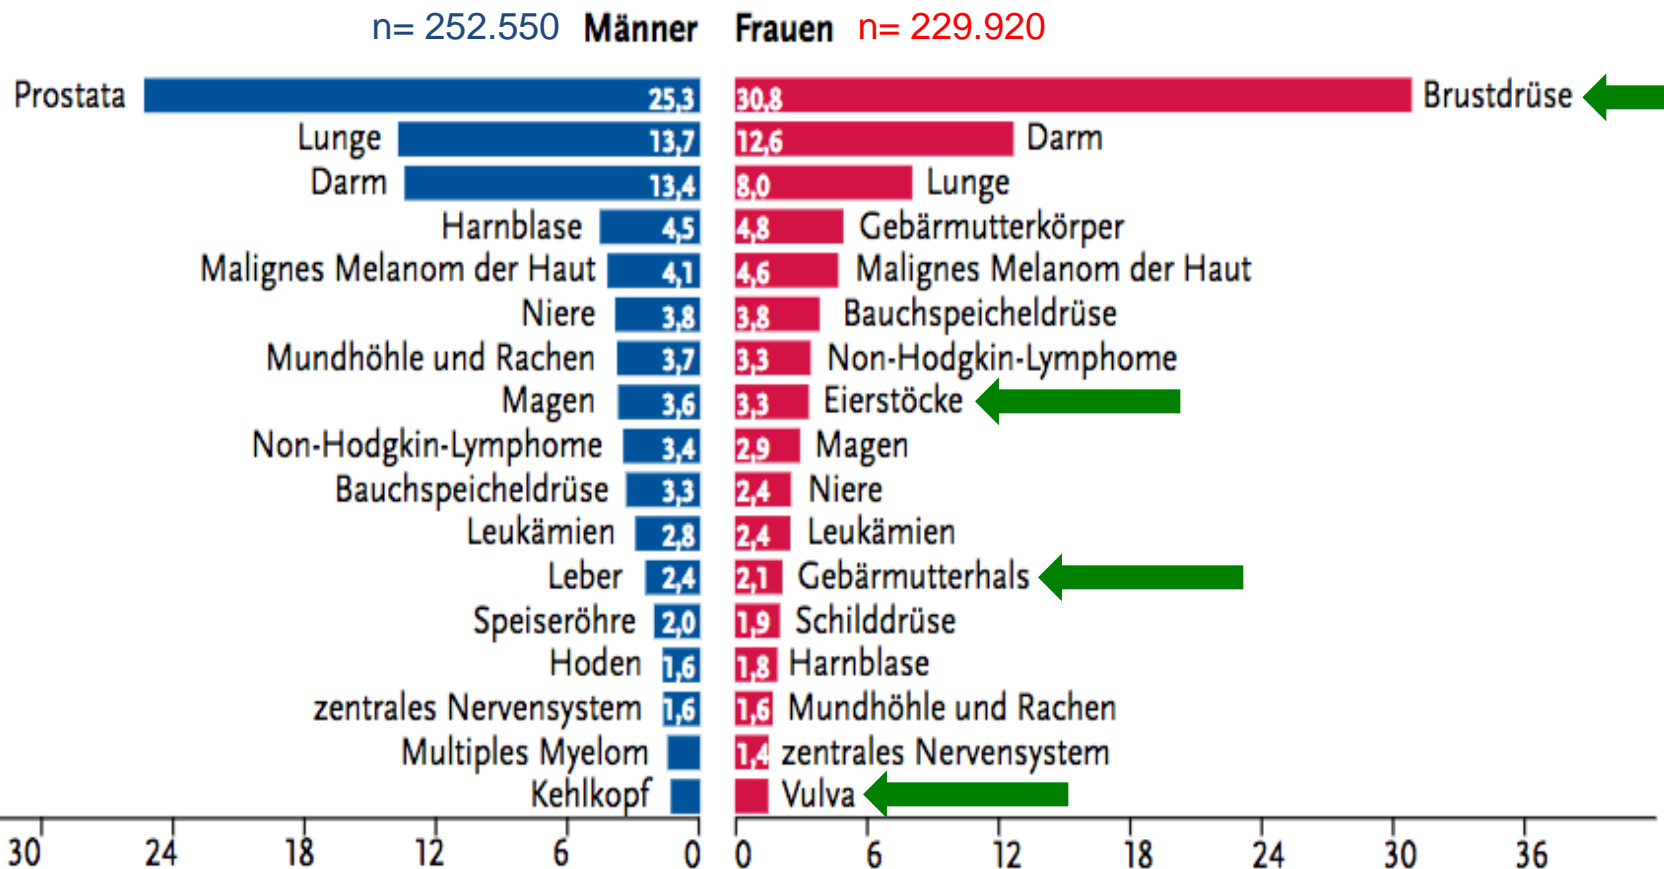 n= 252.550 Männer Frauen n= 229.920
Prostata 25,3 30,8 Brustdrüse
Lunge 13,7 12,6 Darm
Darm 13,4 8,0 Lunge
Harnblase 4,5 4,8 Gebärmutterkörper
Malignes Melanom der Haut 4,1 4,6 Malignes Melanom der Haut
Niere 3,8 3,8 Bauchspeicheldrüse
Mundhöhle und Rachen 3,7 3,3 Non-Hodgkin-Lymphome
Magen 3,6 3,3 Eierstöcke
Non-Hodgkin-Lymphome 3,4 2,9 Magen
Bauchspeicheldrüse 3,3 2,4 Niere
Leukämien 2,8 2,4 Leukämien
Leber 2,4 2,1 Gebärmutterhals
Speiseröhre 2,0 1,9 Schilddrüse
Hoden 1,6 1,8 Harnblase
zentrales Nervensystem 1,6 1,6 Mundhöhle und Rachen
Multiples Myelom 1,4 zentrales Nervensystem
Kehlkopf Vulva
30 24 18 12 6 0 0 6 12 18 24 30 36